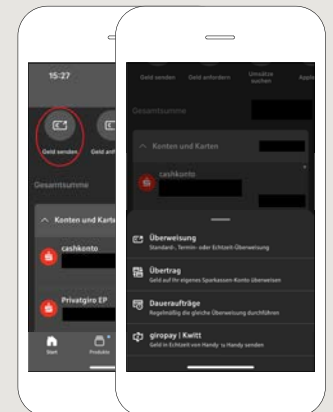 15:27
Geld senden
Geld anf
Gesamtsumme
Konten und Karte
cashkonto
Privatgiro EP
Start
Produkte
Geld senden
Geld anfordern
Umsätze
suchen
Apple
Gesamtsumme
Konten und Karten
cashkonto
Überweisung
Standard-, Termin- oder Echtzeit-Überweisung
Übertrag
Geld auf Ihr eigenes Sparkassen-Konto überweisen
Daueraufträge
Regelmäßig die gleiche Überweisung durchführen
giropay | Kwitt
Geld in Echtzeit von Handy zu Handy senden